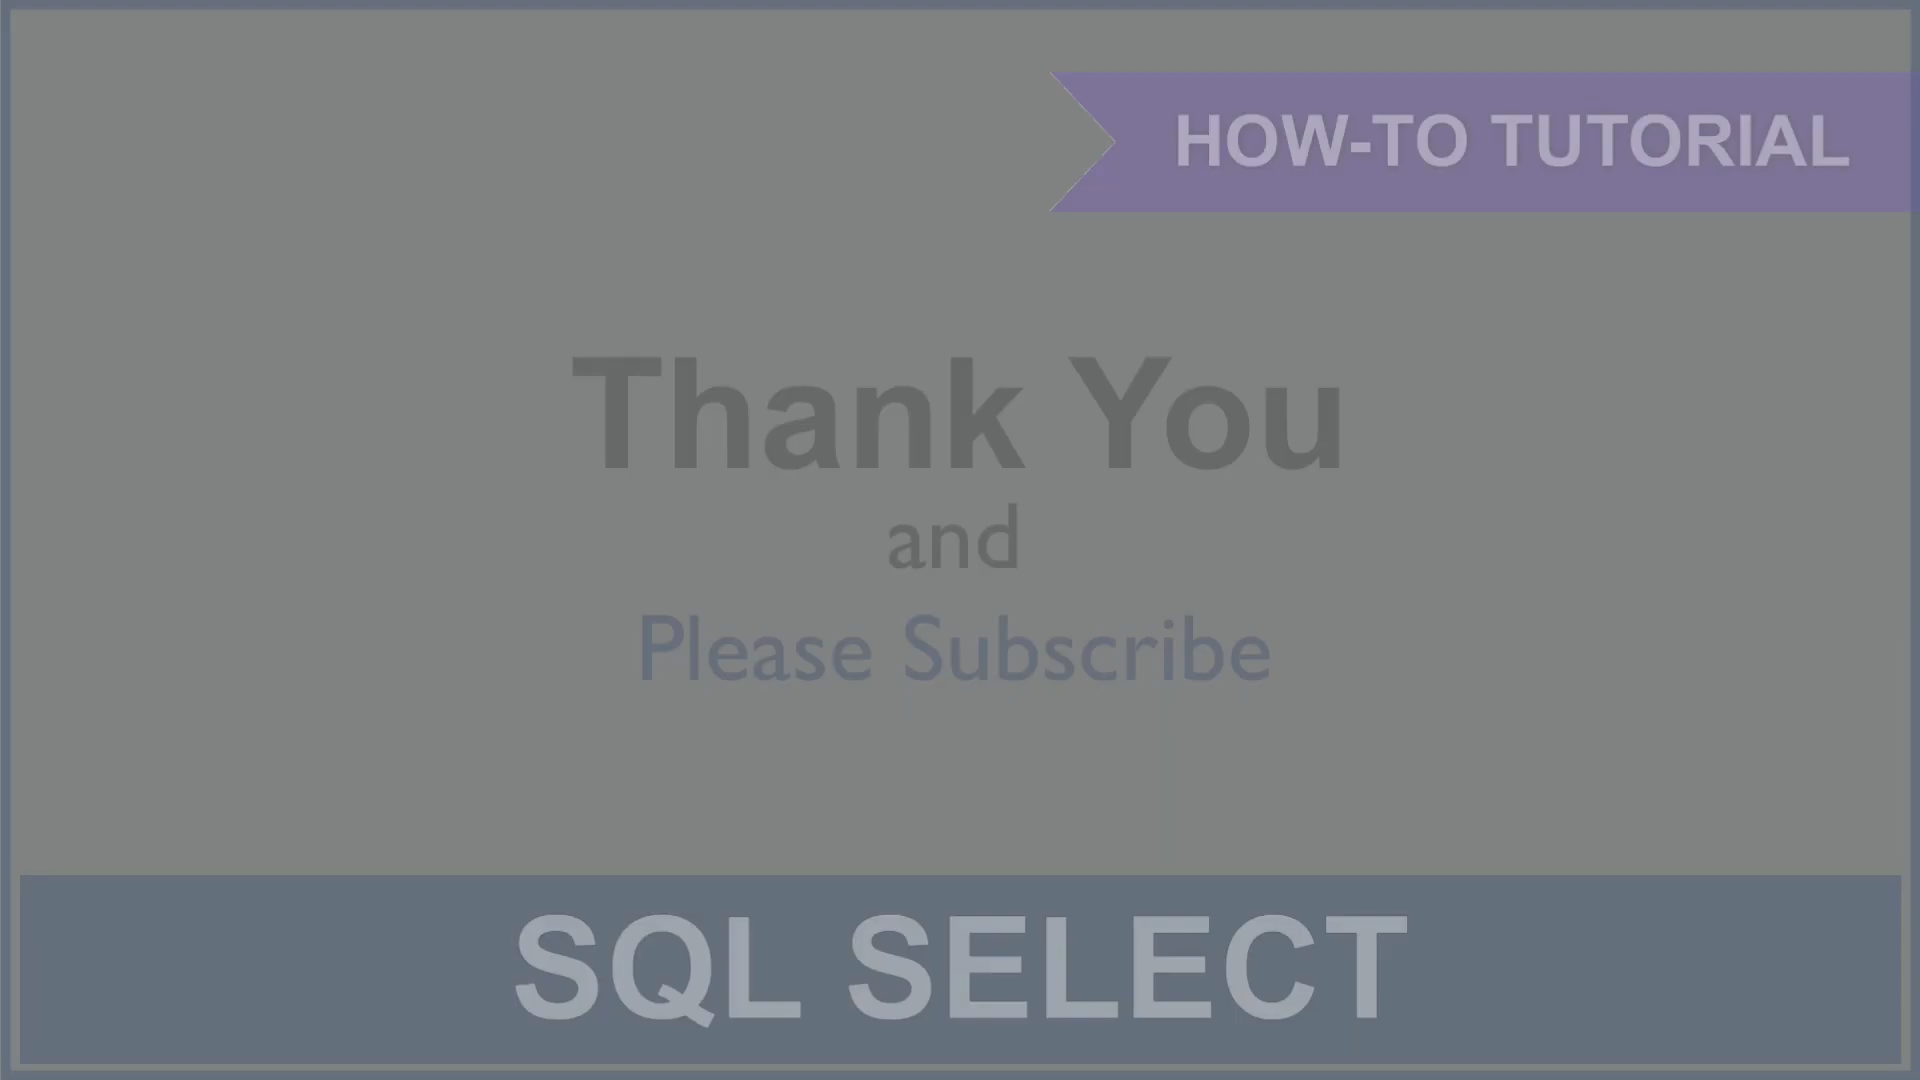 HOW-TO TUTORIAL
Thank You
and
Please Subscribe
SQL SELECT